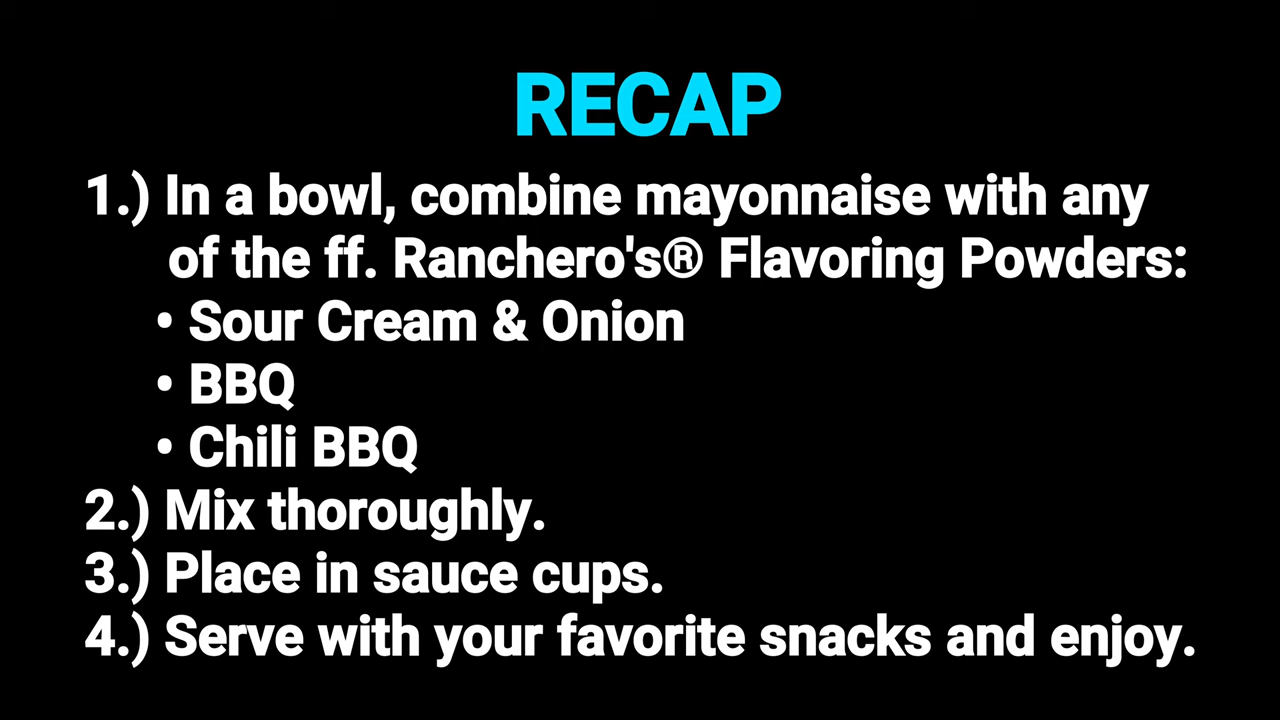 RECAP
1.) In a bowl, combine mayonnaise with any
of the ff. Ranchero's® Flavoring Powders:
• Sour Cream & Onion
• BBQ
• Chili BBQ
2.) Mix thoroughly.
3.) Place in sauce cups.
4.) Serve with your favorite snacks and enjoy.